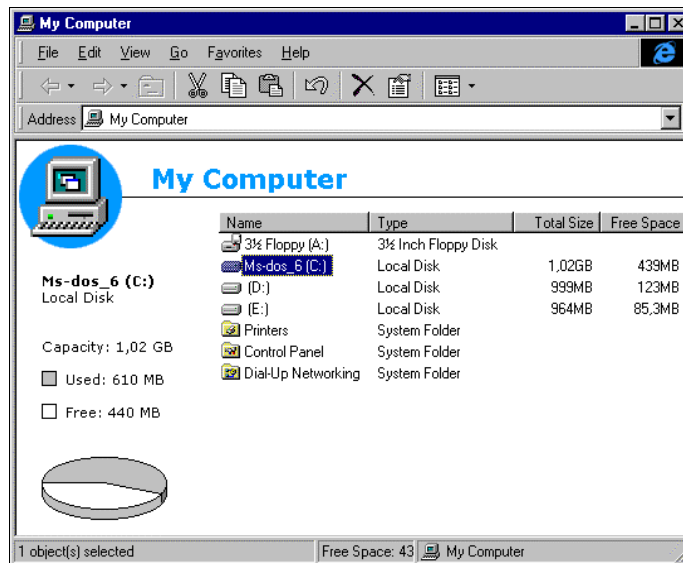 My Computer
File Edit View Go Favorites Help
Address My Computer
My Computer
Name Type Total Size Free Space
3½ Floppy (A:) 3½ Inch Floppy Disk
Ms-dos_6 (C:) Local Disk 1,02GB 439MB
(D:) Local Disk 999MB 123MB
(E:) Local Disk 964MB 85,3MB
Printers System Folder
Control Panel System Folder
Dial-Up Networking System Folder
Ms-dos_6 (C:)
Local Disk
Capacity: 1,02 GB
Used: 610 MB
Free: 440 MB
1 object(s) selected Free Space: 43 My Computer